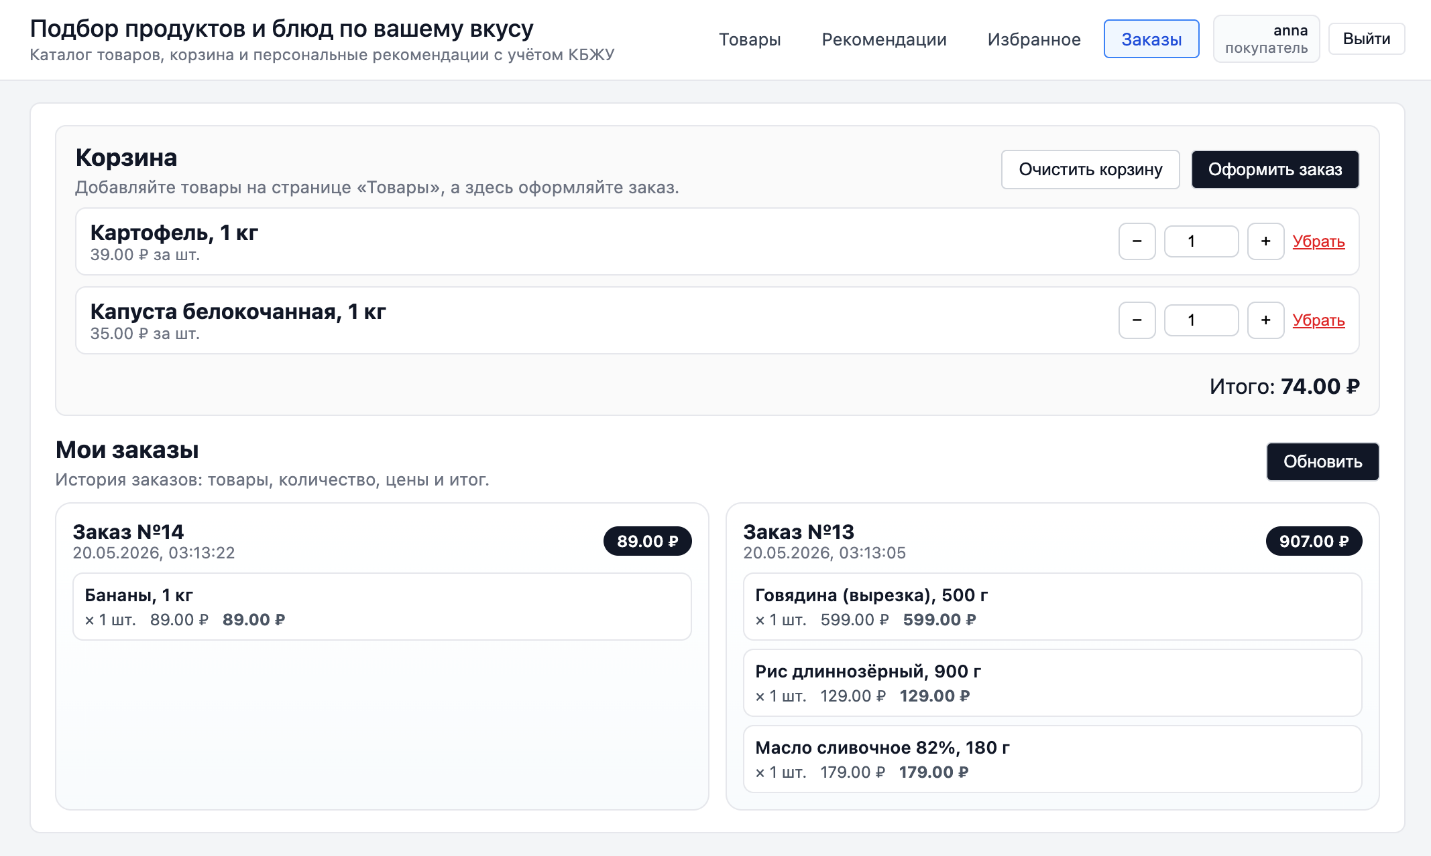 Подбор продуктов и блюд по вашему вкусу
Каталог товаров, корзина и персональные рекомендации с учётом КБЖУ
Товары
Рекомендации
Избранное
Заказы
anna
покупатель
Выйти
Корзина
Добавляйте товары на странице «Товары», а здесь оформляйте заказ.
Очистить корзину
Оформить заказ
Картофель, 1 кг
39.00 ₽ за шт.
− 1 + Убрать
Капуста белокочанная, 1 кг
35.00 ₽ за шт.
− 1 + Убрать
Итого: 74.00 ₽
Мои заказы
История заказов: товары, количество, цены и итог.
Обновить
Заказ №14
20.05.2026, 03:13:22
89.00 ₽
Бананы, 1 кг
× 1 шт. 89.00 ₽ 89.00 ₽
Заказ №13
20.05.2026, 03:13:05
907.00 ₽
Говядина (вырезка), 500 г
× 1 шт. 599.00 ₽ 599.00 ₽
Рис длиннозёрный, 900 г
× 1 шт. 129.00 ₽ 129.00 ₽
Масло сливочное 82%, 180 г
× 1 шт. 179.00 ₽ 179.00 ₽